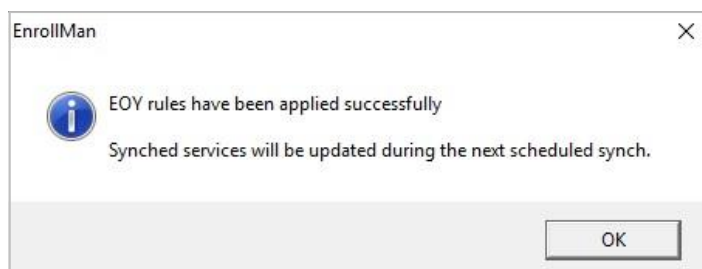 EnrollMan
EOY rules have been applied successfully
Synched services will be updated during the next scheduled synch.
OK